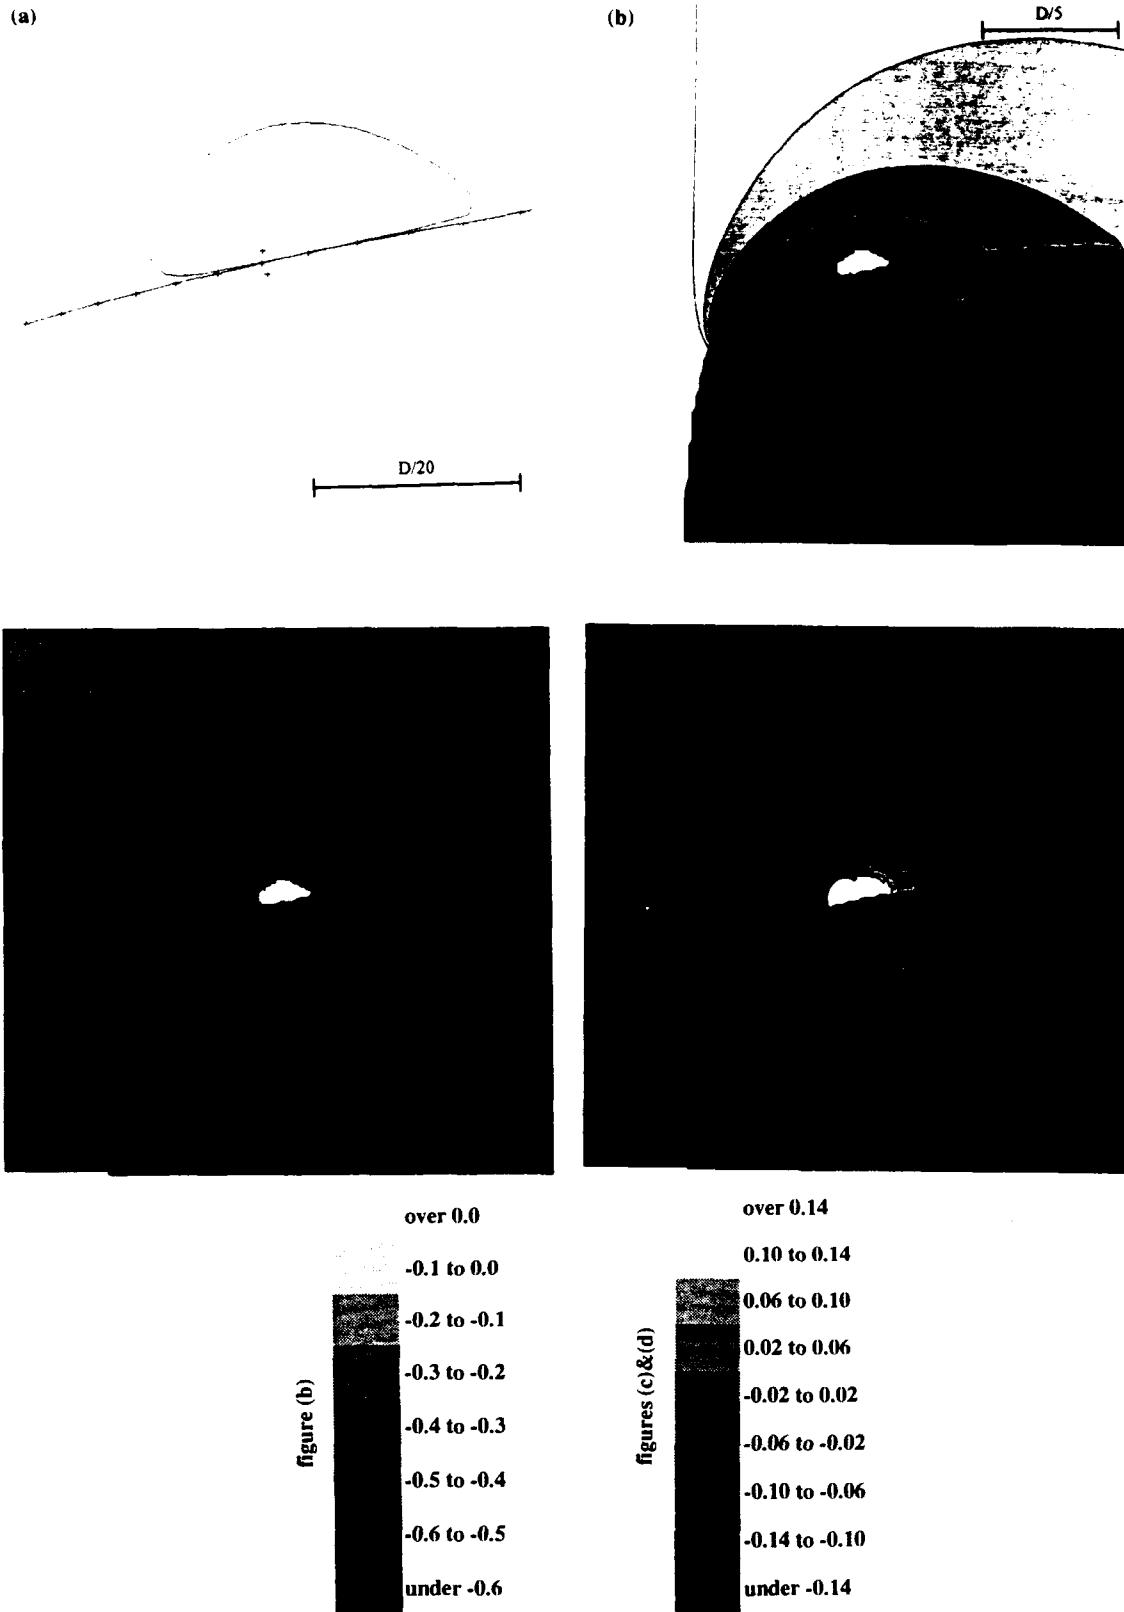 (a)
(b)
D/5
D/20
over 0.0
-0.1 to 0.0
-0.2 to -0.1
-0.3 to -0.2
-0.4 to -0.3
-0.5 to -0.4
-0.6 to -0.5
under -0.6
figure (b)
over 0.14
0.10 to 0.14
0.06 to 0.10
0.02 to 0.06
-0.02 to 0.02
-0.06 to -0.02
-0.10 to -0.06
-0.14 to -0.10
under -0.14
figures (c)&(d)